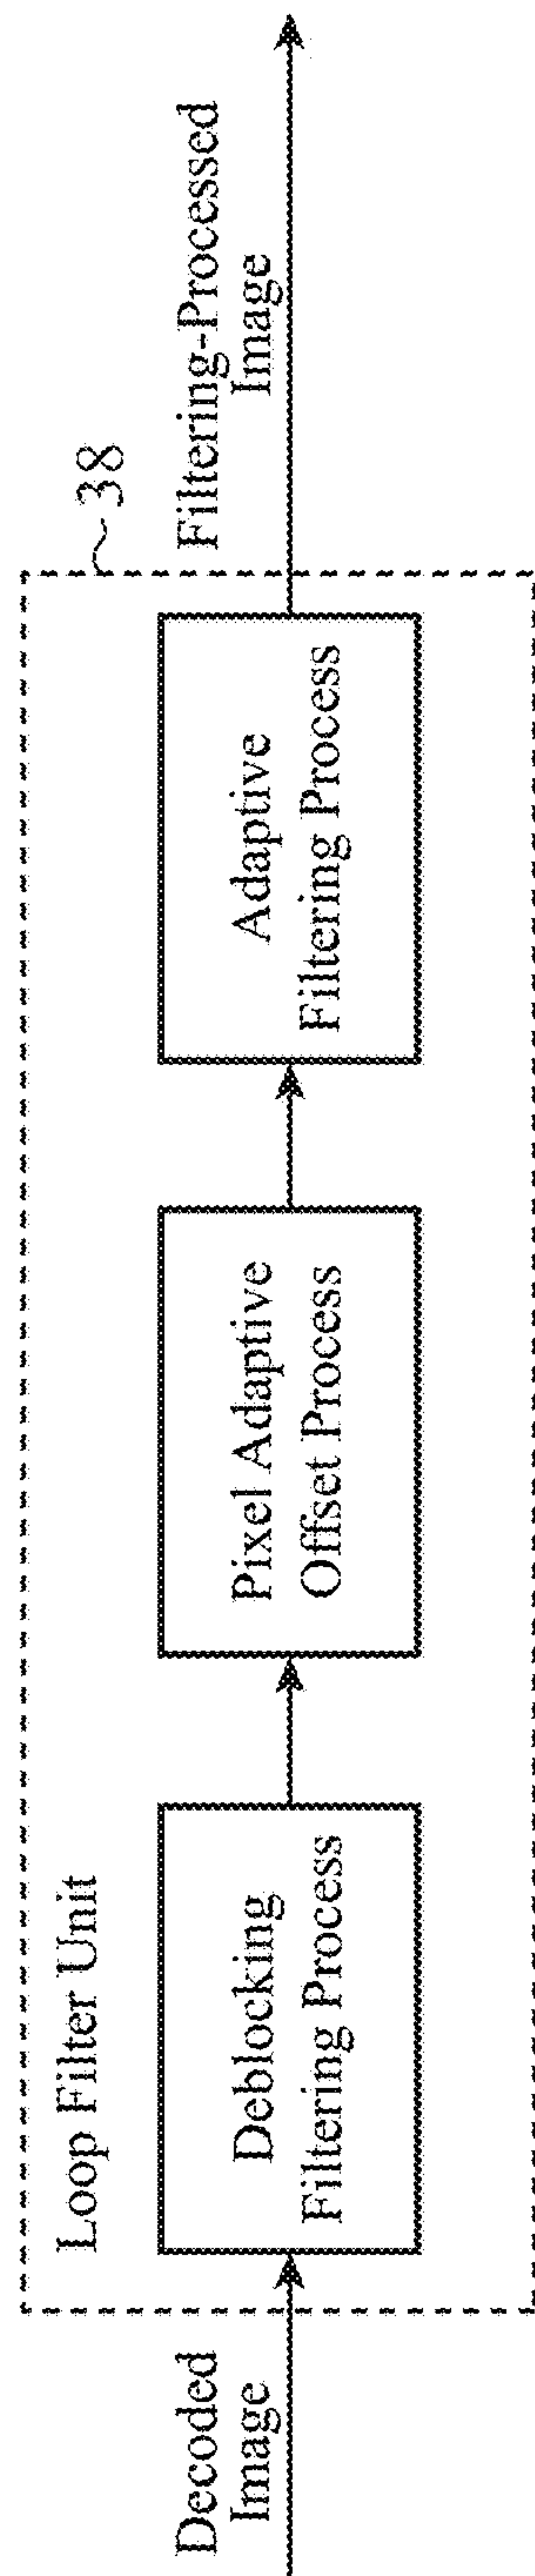 Loop Filter Unit
~38
Decoded
Image
Deblocking
Filtering Process
Pixel Adaptive
Offset Process
Adaptive
Filtering Process
Filtering-Processed
Image